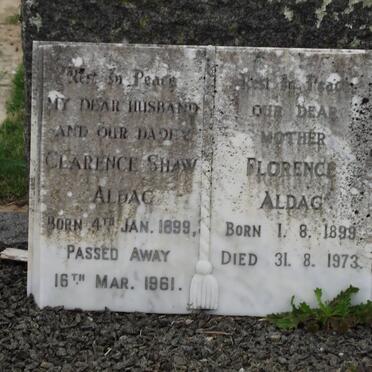 Rest In Peace
MY DEAR HUSBAND
AND OUR DADDY
CLARENCE SHAW
ALDAG
BORN 4TH JAN. 1899,
PASSED AWAY
16TH MAR. 1961.
Rest In Peace
OUR DEAR
MOTHER
FLORENCE
ALDAG
BORN 1. 8. 1899
DIED 31. 8. 1973.